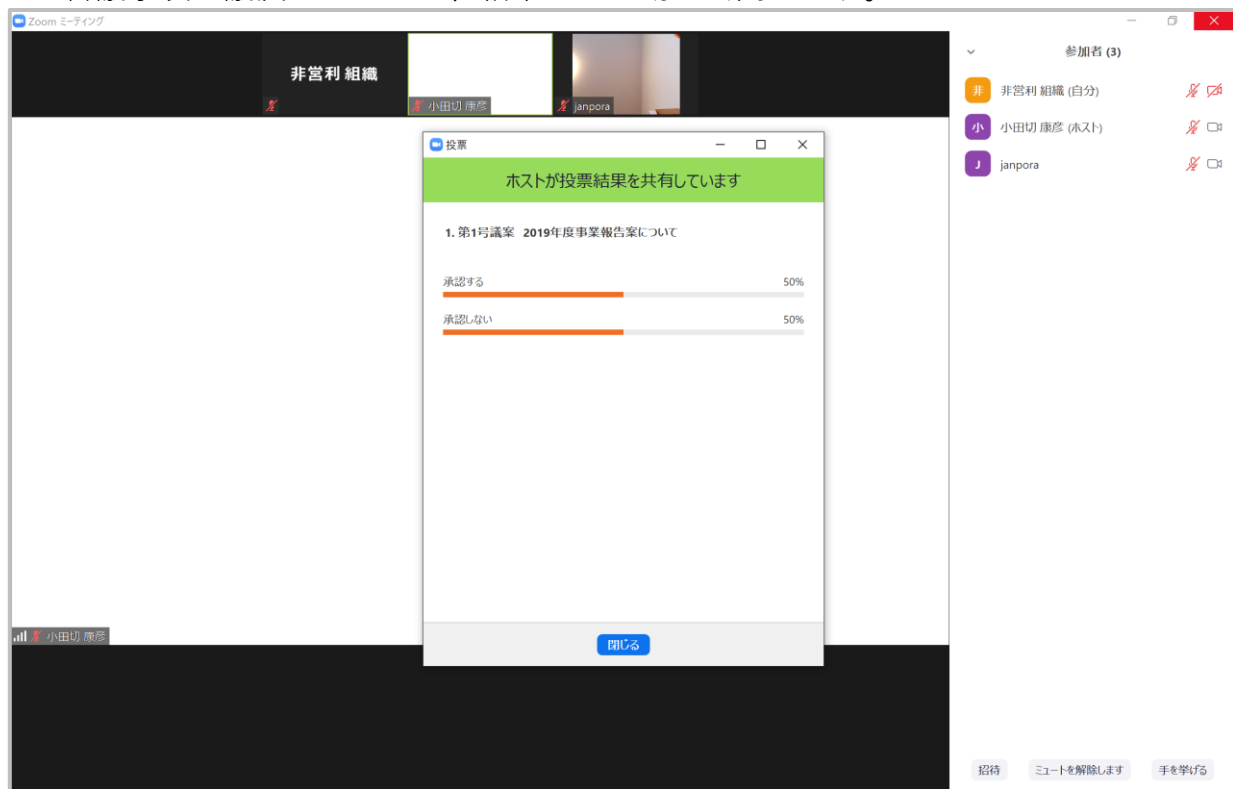 Zoom ミーティング
非営利 組織
小田切 康彦
janpora
投票
ホストが投票結果を共有しています
1. 第1号議案 2019年度事業報告案について
承認する 50%
承認しない 50%
閉じる
小田切 康彦
参加者 (3)
非 非営利 組織 (自分)
小 小田切 康彦 (ホスト)
J janpora
招待 ミュートを解除します 手を挙げる